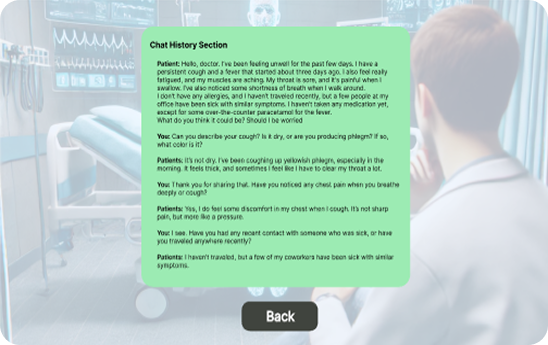 Chat History Section
Patient: Hello, doctor. I've been feeling unwell for the past few days. I have a
persistent cough and a fever that started about three days ago. I also feel really
fatigued, and my muscles are aching. My throat is sore, and it's painful when I
swallow. I've also noticed some shortness of breath when I walk around.
I don't have any allergies, and I haven't traveled recently, but a few people at my
office have been sick with similar symptoms. I haven't taken any medication yet,
except for some over-the-counter paracetamol for the fever.
What do you think it could be? Should I be worried
You: Can you describe your cough? Is it dry, or are you producing phlegm? If so,
what color is it?
Patients: It's not dry. I've been coughing up yellowish phlegm, especially in the
morning. It feels thick, and sometimes I feel like I have to clear my throat a lot.
You: Thank you for sharing that. Have you noticed any chest pain when you breathe
deeply or cough?
Patients: Yes, I do feel some discomfort in my chest when I cough. It's not sharp
pain, but more like a pressure.
You: I see. Have you had any recent contact with someone who was sick, or have
you traveled anywhere recently?
Patients: I haven't traveled, but a few of my coworkers have been sick with similar
symptoms.
Back